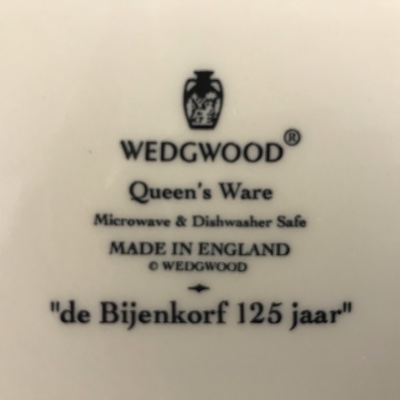 WEDGWOOD®
Queen's Ware
Microwave & Dishwasher Safe
MADE IN ENGLAND
© WEDGWOOD
"de Bijenkorf 125 jaar"